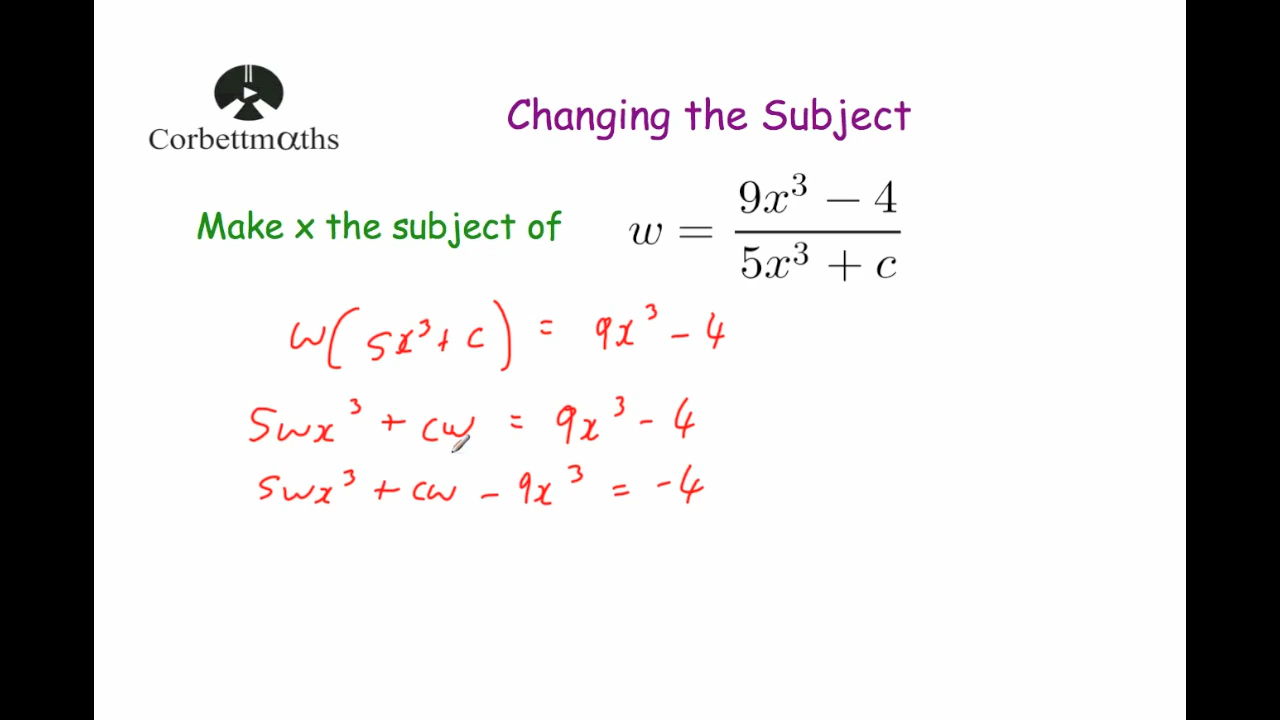 Corbettmαths
Changing the Subject
Make x the subject of w = (9x³ − 4)/(5x³ + c)
w(5x³ + c) = 9x³ − 4
5wx³ + cw = 9x³ − 4
5wx³ + cw − 9x³ = −4